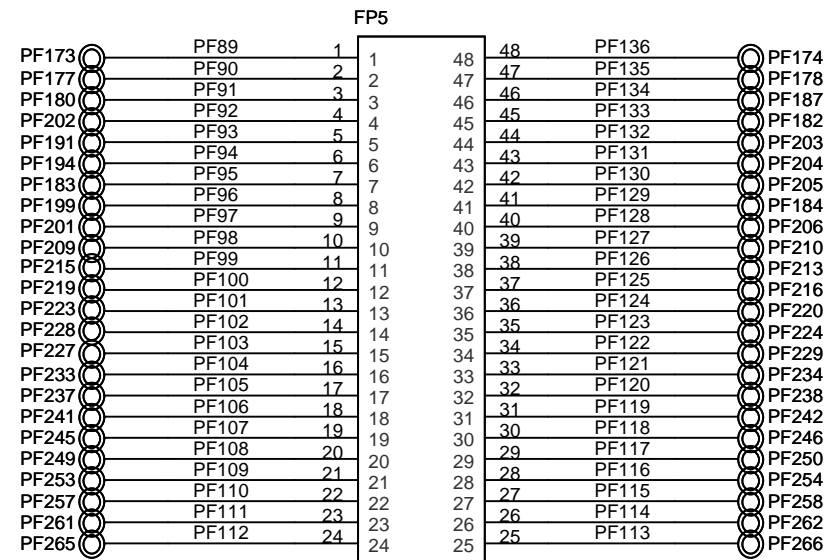 FP5
PF173 PF89 1 1 48 48 PF136 PF174
PF177 PF90 2 2 47 47 PF135 PF178
PF180 PF91 3 3 46 46 PF134 PF187
PF202 PF92 4 4 45 45 PF133 PF182
PF191 PF93 5 5 44 44 PF132 PF203
PF194 PF94 6 6 43 43 PF131 PF204
PF183 PF95 7 7 42 42 PF130 PF205
PF199 PF96 8 8 41 41 PF129 PF184
PF201 PF97 9 9 40 40 PF128 PF206
PF209 PF98 10 10 39 39 PF127 PF210
PF215 PF99 11 11 38 38 PF126 PF213
PF219 PF100 12 12 37 37 PF125 PF216
PF223 PF101 13 13 36 36 PF124 PF220
PF228 PF102 14 14 35 35 PF123 PF224
PF227 PF103 15 15 34 34 PF122 PF229
PF233 PF104 16 16 33 33 PF121 PF234
PF237 PF105 17 17 32 32 PF120 PF238
PF241 PF106 18 18 31 31 PF119 PF242
PF245 PF107 19 19 30 30 PF118 PF246
PF249 PF108 20 20 29 29 PF117 PF250
PF253 PF109 21 21 28 28 PF116 PF254
PF257 PF110 22 22 27 27 PF115 PF258
PF261 PF111 23 23 26 26 PF114 PF262
PF265 PF112 24 24 25 25 PF113 PF266